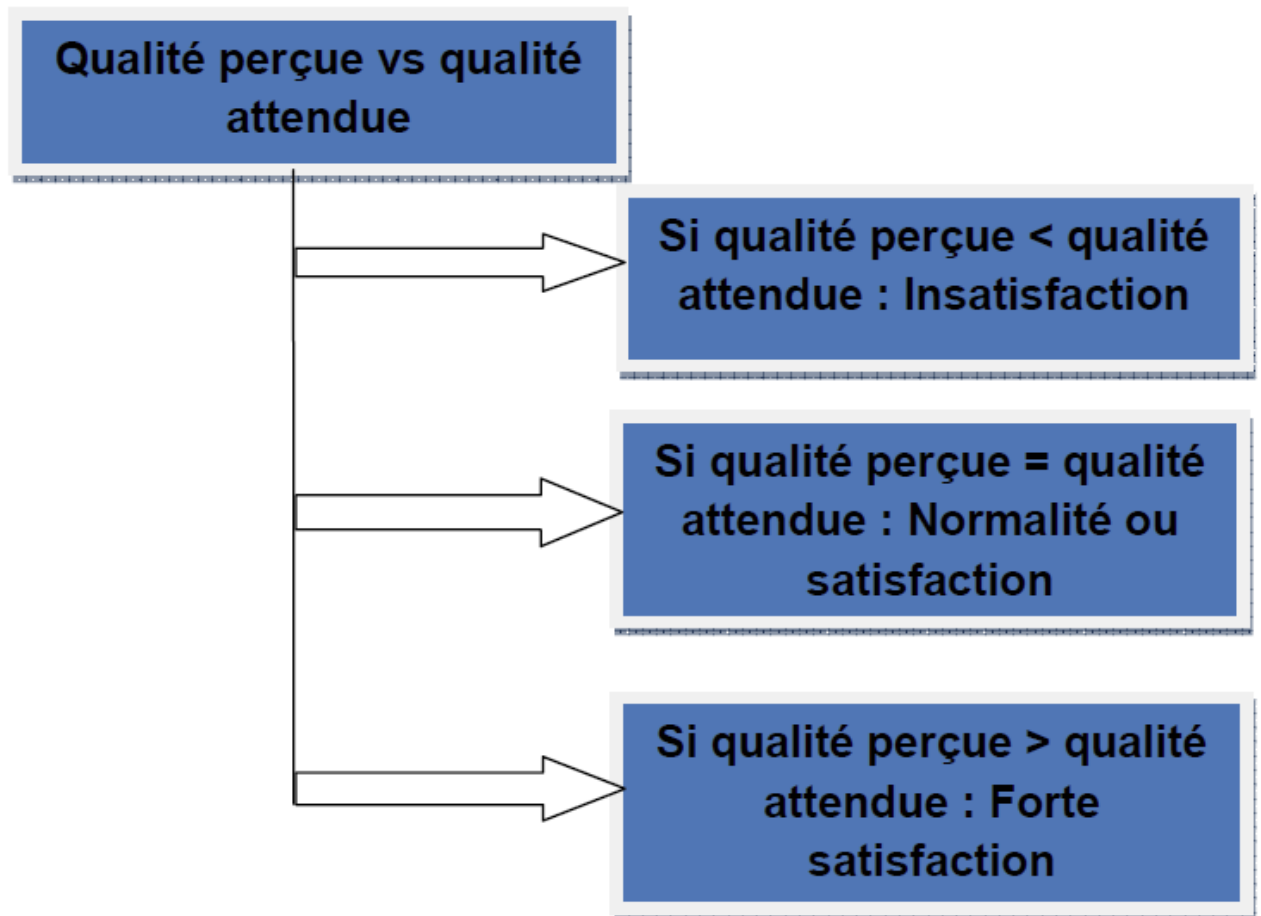 Qualité perçue vs qualité
attendue
Si qualité perçue < qualité
attendue : Insatisfaction
Si qualité perçue = qualité
attendue : Normalité ou
satisfaction
Si qualité perçue > qualité
attendue : Forte
satisfaction